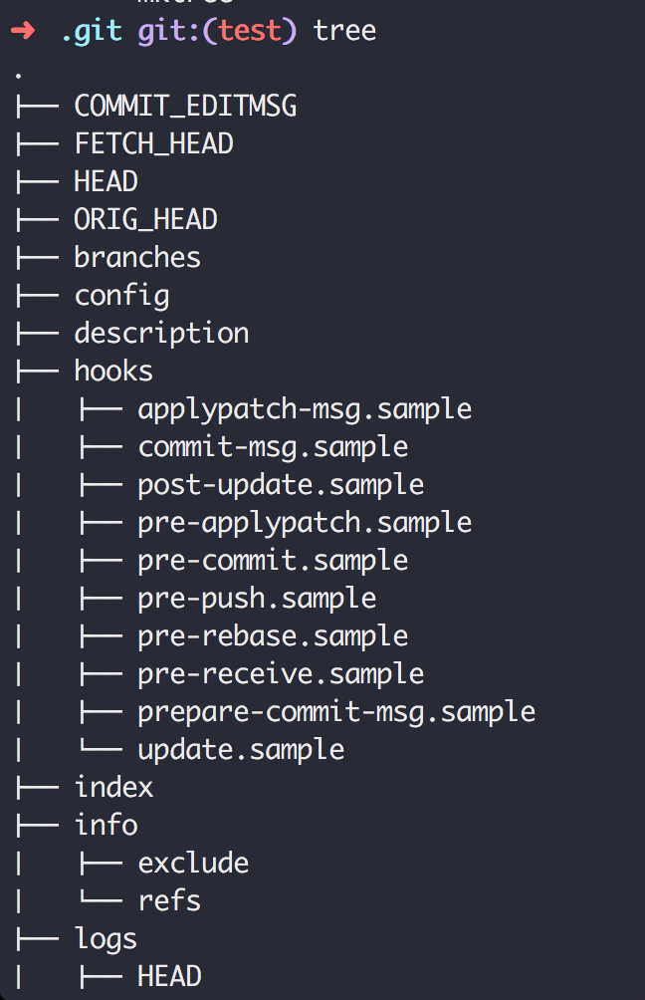 ➜ .git git:(test) tree
.
├── COMMIT_EDITMSG
├── FETCH_HEAD
├── HEAD
├── ORIG_HEAD
├── branches
├── config
├── description
├── hooks
│   ├── applypatch-msg.sample
│   ├── commit-msg.sample
│   ├── post-update.sample
│   ├── pre-applypatch.sample
│   ├── pre-commit.sample
│   ├── pre-push.sample
│   ├── pre-rebase.sample
│   ├── pre-receive.sample
│   ├── prepare-commit-msg.sample
│   └── update.sample
├── index
├── info
│   ├── exclude
│   └── refs
├── logs
│   ├── HEAD